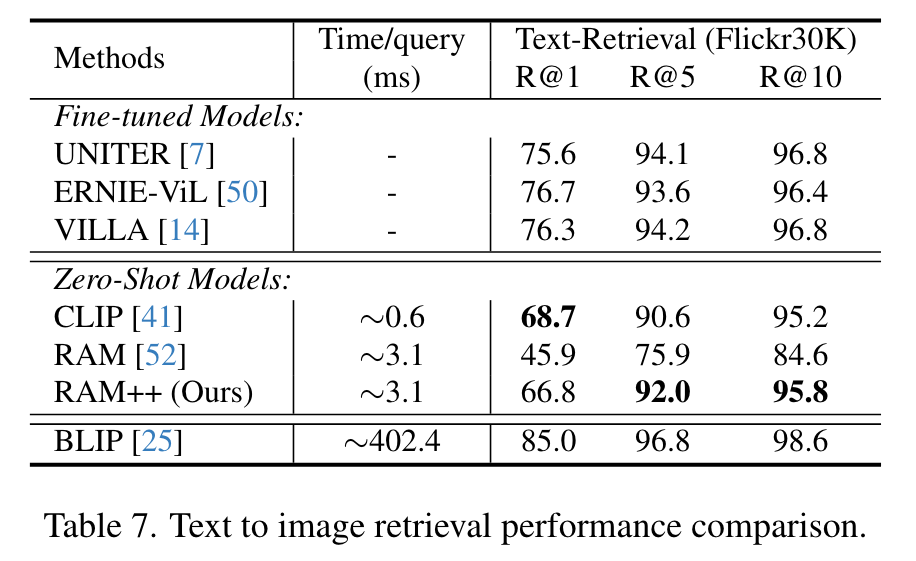 Methods Time/query (ms) Text-Retrieval (Flickr30K)
R@1 R@5 R@10
Fine-tuned Models:
UNITER [7] - 75.6 94.1 96.8
ERNIE-ViL [50] - 76.7 93.6 96.4
VILLA [14] - 76.3 94.2 96.8
Zero-Shot Models:
CLIP [41] ∼0.6 68.7 90.6 95.2
RAM [52] ∼3.1 45.9 75.9 84.6
RAM++ (Ours) ∼3.1 66.8 92.0 95.8
BLIP [25] ∼402.4 85.0 96.8 98.6
Table 7. Text to image retrieval performance comparison.